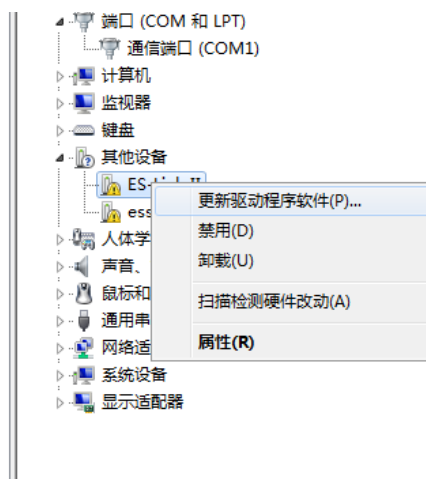 端口 (COM 和 LPT)
通信端口 (COM1)
计算机
监视器
键盘
其他设备
更新驱动程序软件(P)...
ess
禁用(D)
人体学
声音、
卸载(U)
鼠标和
扫描检测硬件改动(A)
通用串
网络适
属性(R)
系统设备
显示适配器